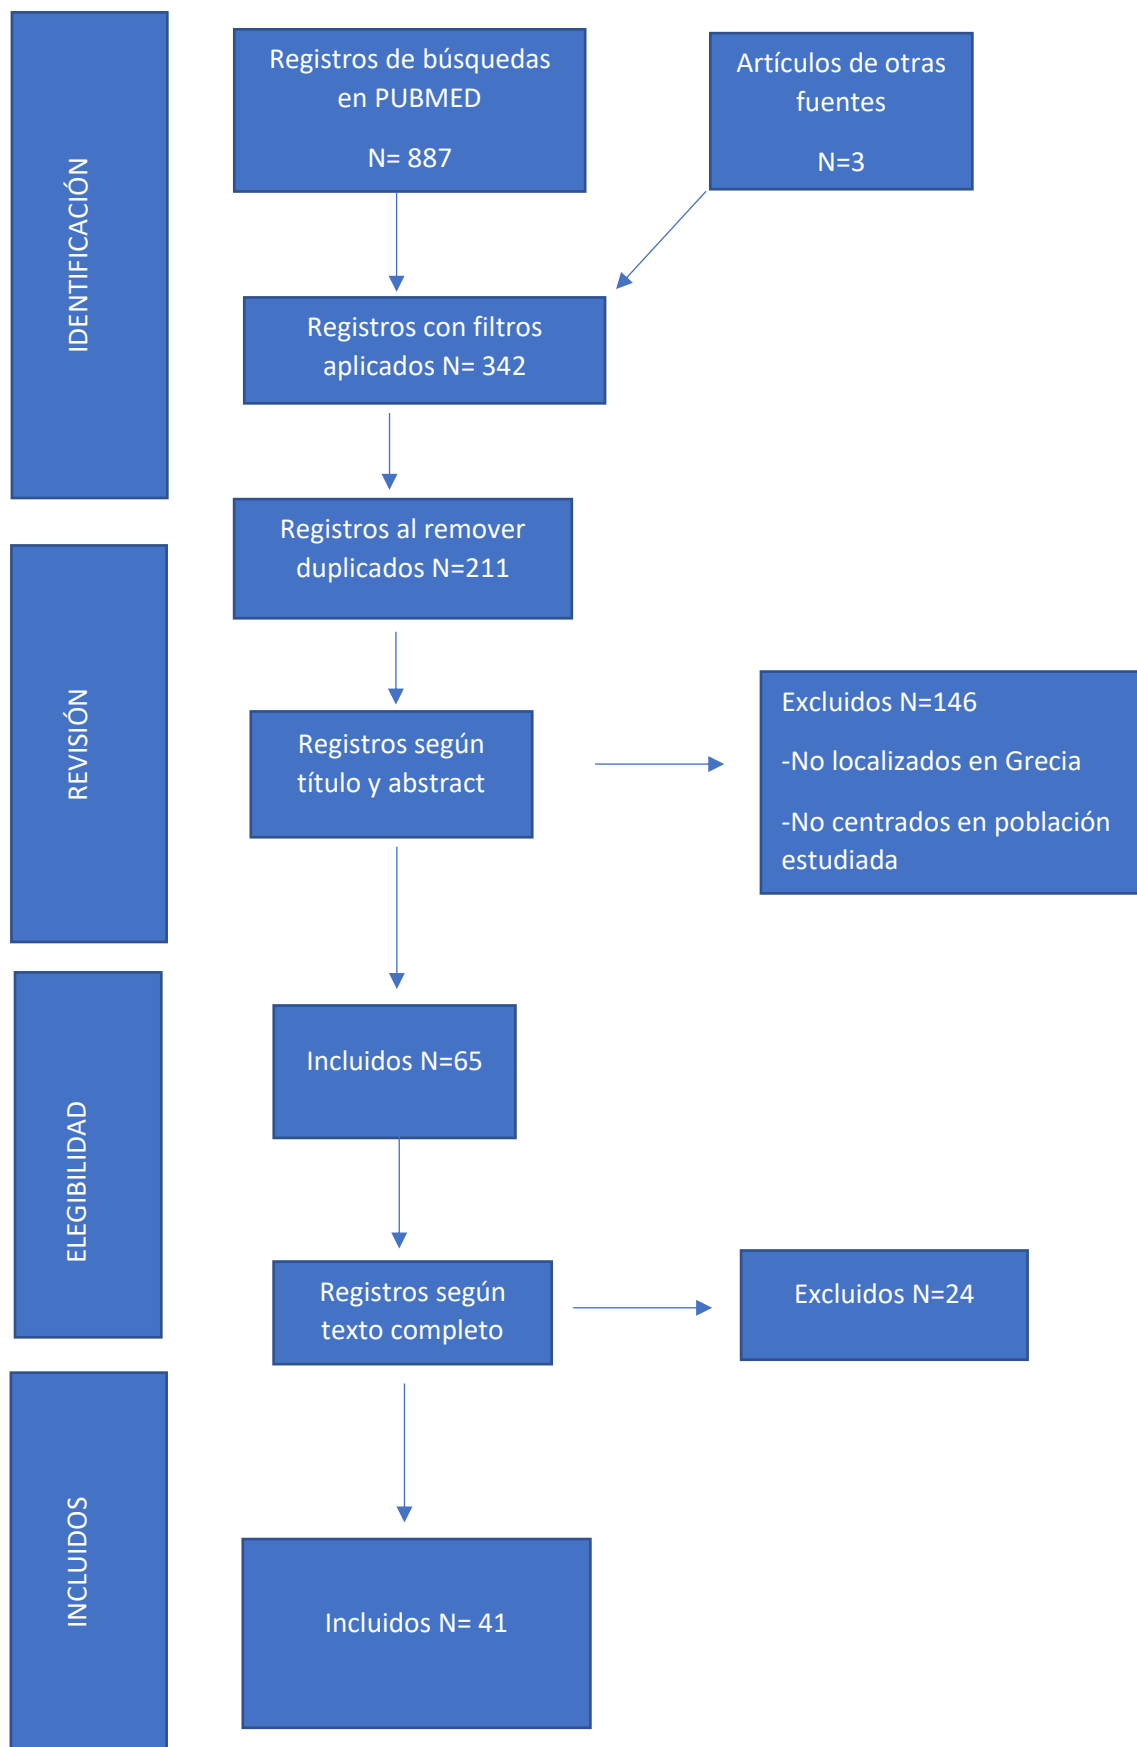 IDENTIFICACIÓN
Registros de búsquedas
en PUBMED
N= 887
Artículos de otras
fuentes
N=3
Registros con filtros
aplicados N= 342
Registros al remover
duplicados N=211
REVISIÓN
Registros según
título y abstract
Excluidos N=146
-No localizados en Grecia
-No centrados en población
estudiada
ELEGIBILIDAD
Incluidos N=65
Registros según
texto completo
Excluidos N=24
INCLUIDOS
Incluidos N= 41